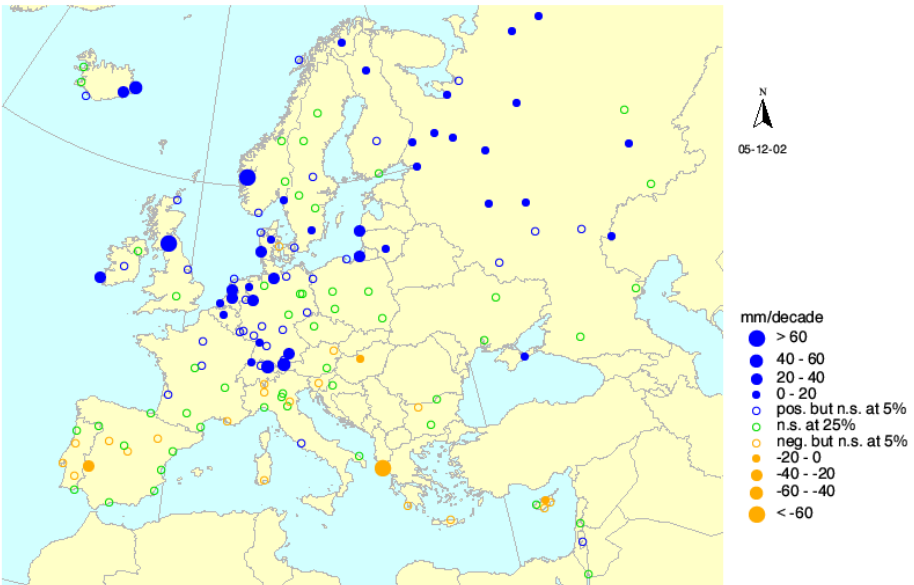 N
05-12-02
mm/decade
> 60
40 - 60
20 - 40
0 - 20
pos. but n.s. at 5%
n.s. at 25%
neg. but n.s. at 5%
-20 - 0
-40 - -20
-60 - -40
< -60